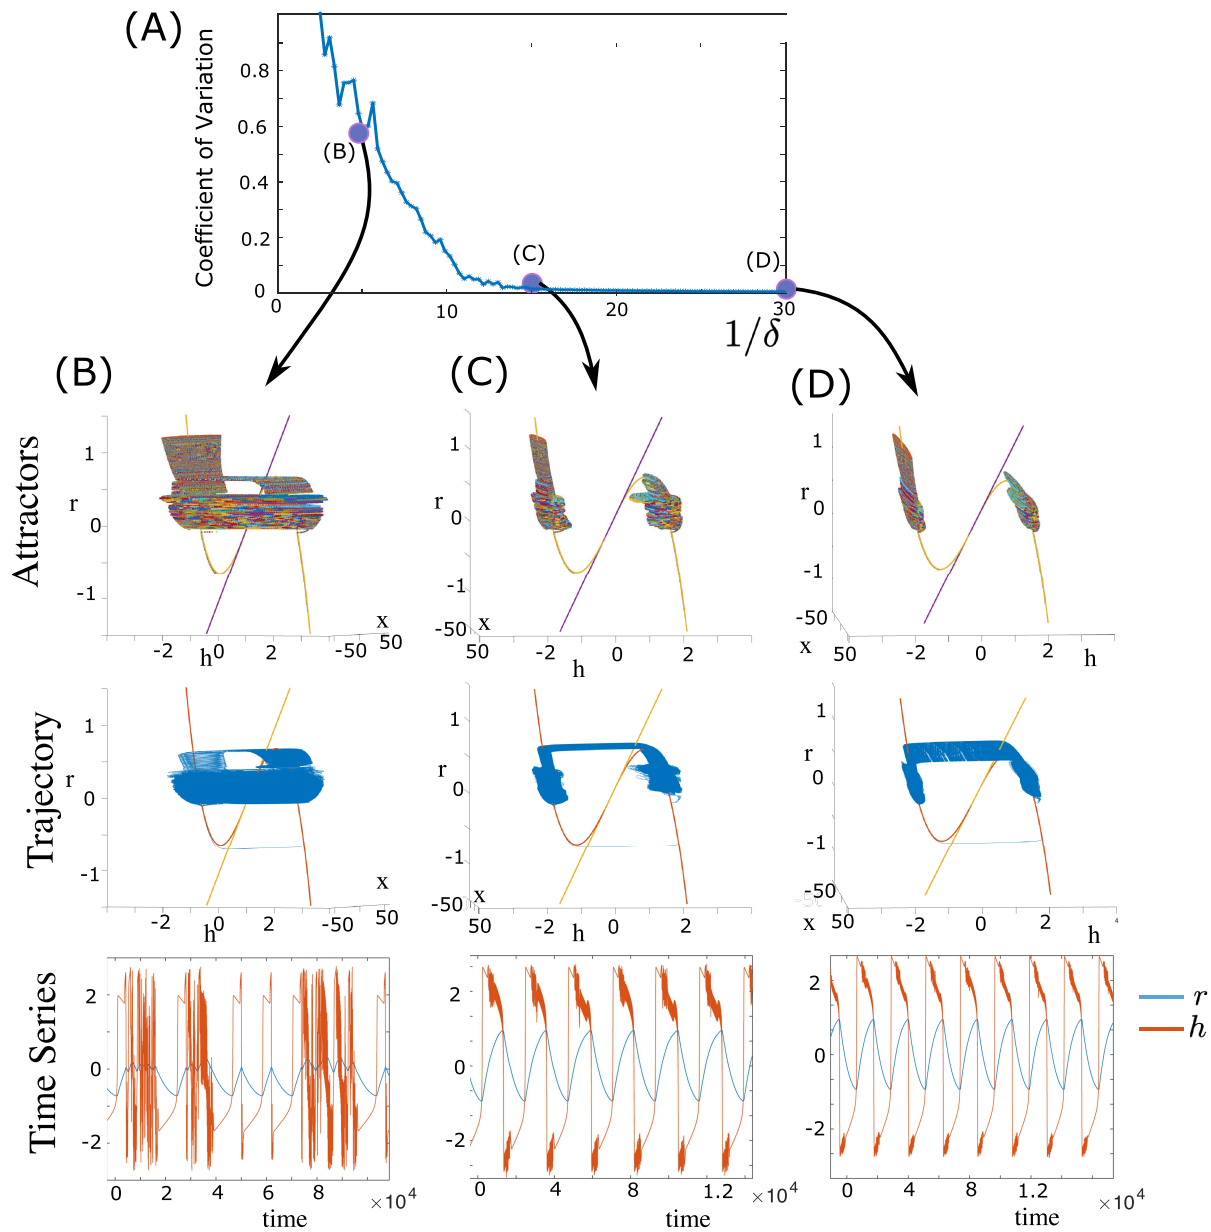 (A)
Coefficient of Variation
0.8
0.6
0.4
0.2
0
(B)
(C)
(D)
0 10 20 30
1/δ
(B) (C) (D)
Attractors
r
1
0
-1
-2 0 2 -50 50
h
x
r
1
0
-1
-50
50 -2 0 2
h
r
1
0
-1
-50
x 50 -2 0 2 h
Trajectory
r
1
0
-1
-2 0 2 -50 50
h
x
r
1
0
-1
x
-50
50 -2 0 2
h
r
1
0
-1
-50
x 50 -2 0 2 h
Time Series
2
0
-2
0 2 4 6 8 ×10⁴
time
2
0
-2
0 4 8 1.2 ×10⁴
time
2
0
-2
0 4 8 1.2 ×10⁴
time
r
h